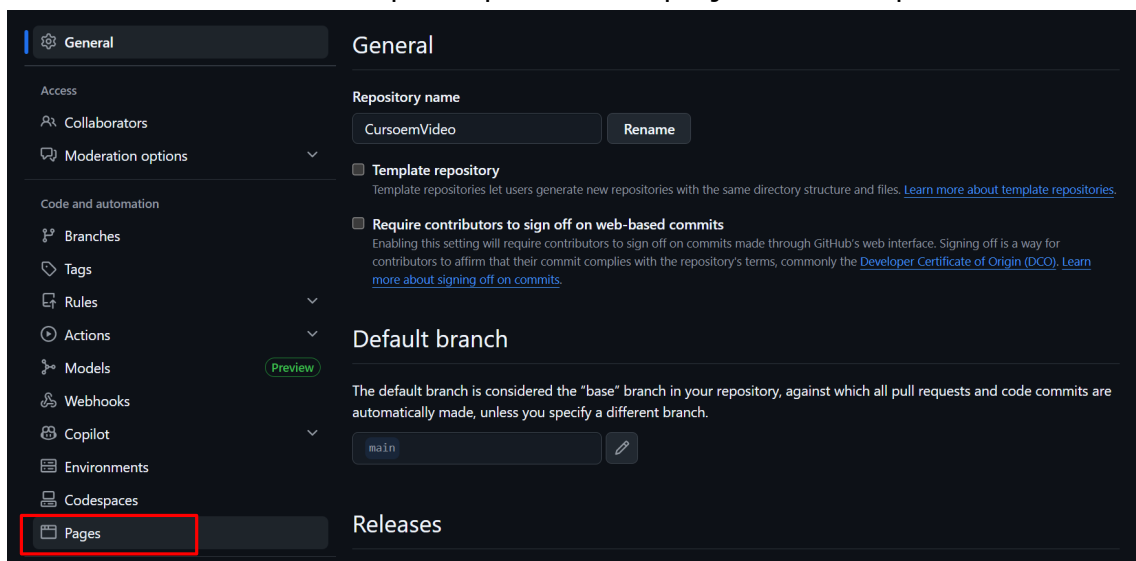 General
Access
Collaborators
Moderation options
Code and automation
Branches
Tags
Rules
Actions
Models Preview
Webhooks
Copilot
Environments
Codespaces
Pages
General
Repository name
CursoemVideo Rename
Template repository
Template repositories let users generate new repositories with the same directory structure and files. Learn more about template repositories.
Require contributors to sign off on web-based commits
Enabling this setting will require contributors to sign off on commits made through GitHub's web interface. Signing off is a way for
contributors to affirm that their commit complies with the repository's terms, commonly the Developer Certificate of Origin (DCO). Learn
more about signing off on commits.
Default branch
The default branch is considered the "base" branch in your repository, against which all pull requests and code commits are
automatically made, unless you specify a different branch.
main
Releases